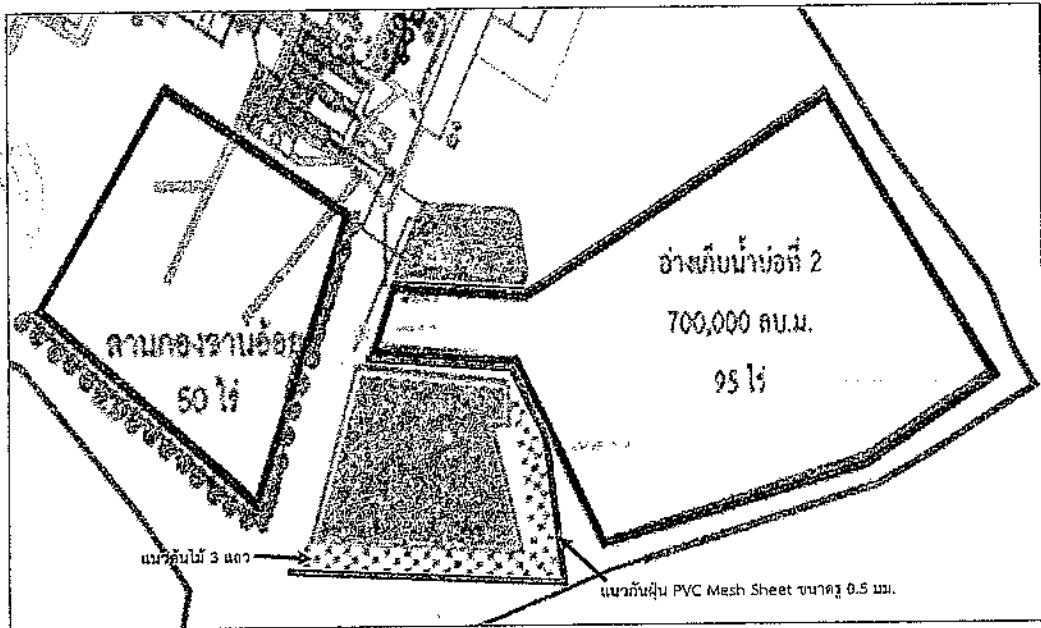 อ่างเก็บน้ำบ่อที่ 2
700,000 ลบ.ม.
95 ไร่
ลานกองชานอ้อย
50 ไร่
แนวต้นไม้ 3 แถว
แนวกันฝุ่น PVC Mesh Sheet ขนาดรู 0.5 มม.